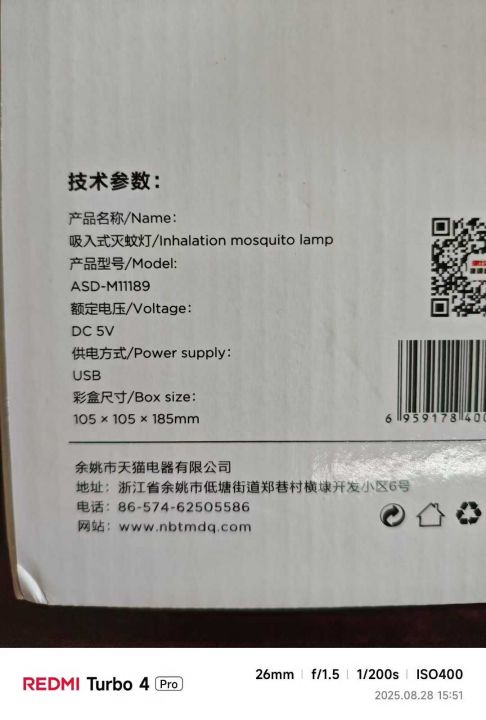 技术参数：
产品名称/Name：
吸入式灭蚊灯/Inhalation mosquito lamp
产品型号/Model:
ASD-M11189
额定电压/Voltage：
DC 5V
供电方式/Power supply：
USB
彩盒尺寸/Box size：
105 × 105 × 185mm
6 959178 400
余姚市天猫电器有限公司
地址：浙江省余姚市低塘街道郑巷村横埭开发小区6号
电话：86-574-62505586
网站：www.nbtmdq.com
REDMI Turbo 4 Pro
26mm | f/1.5 | 1/200s | ISO400
2025.08.28 15:51